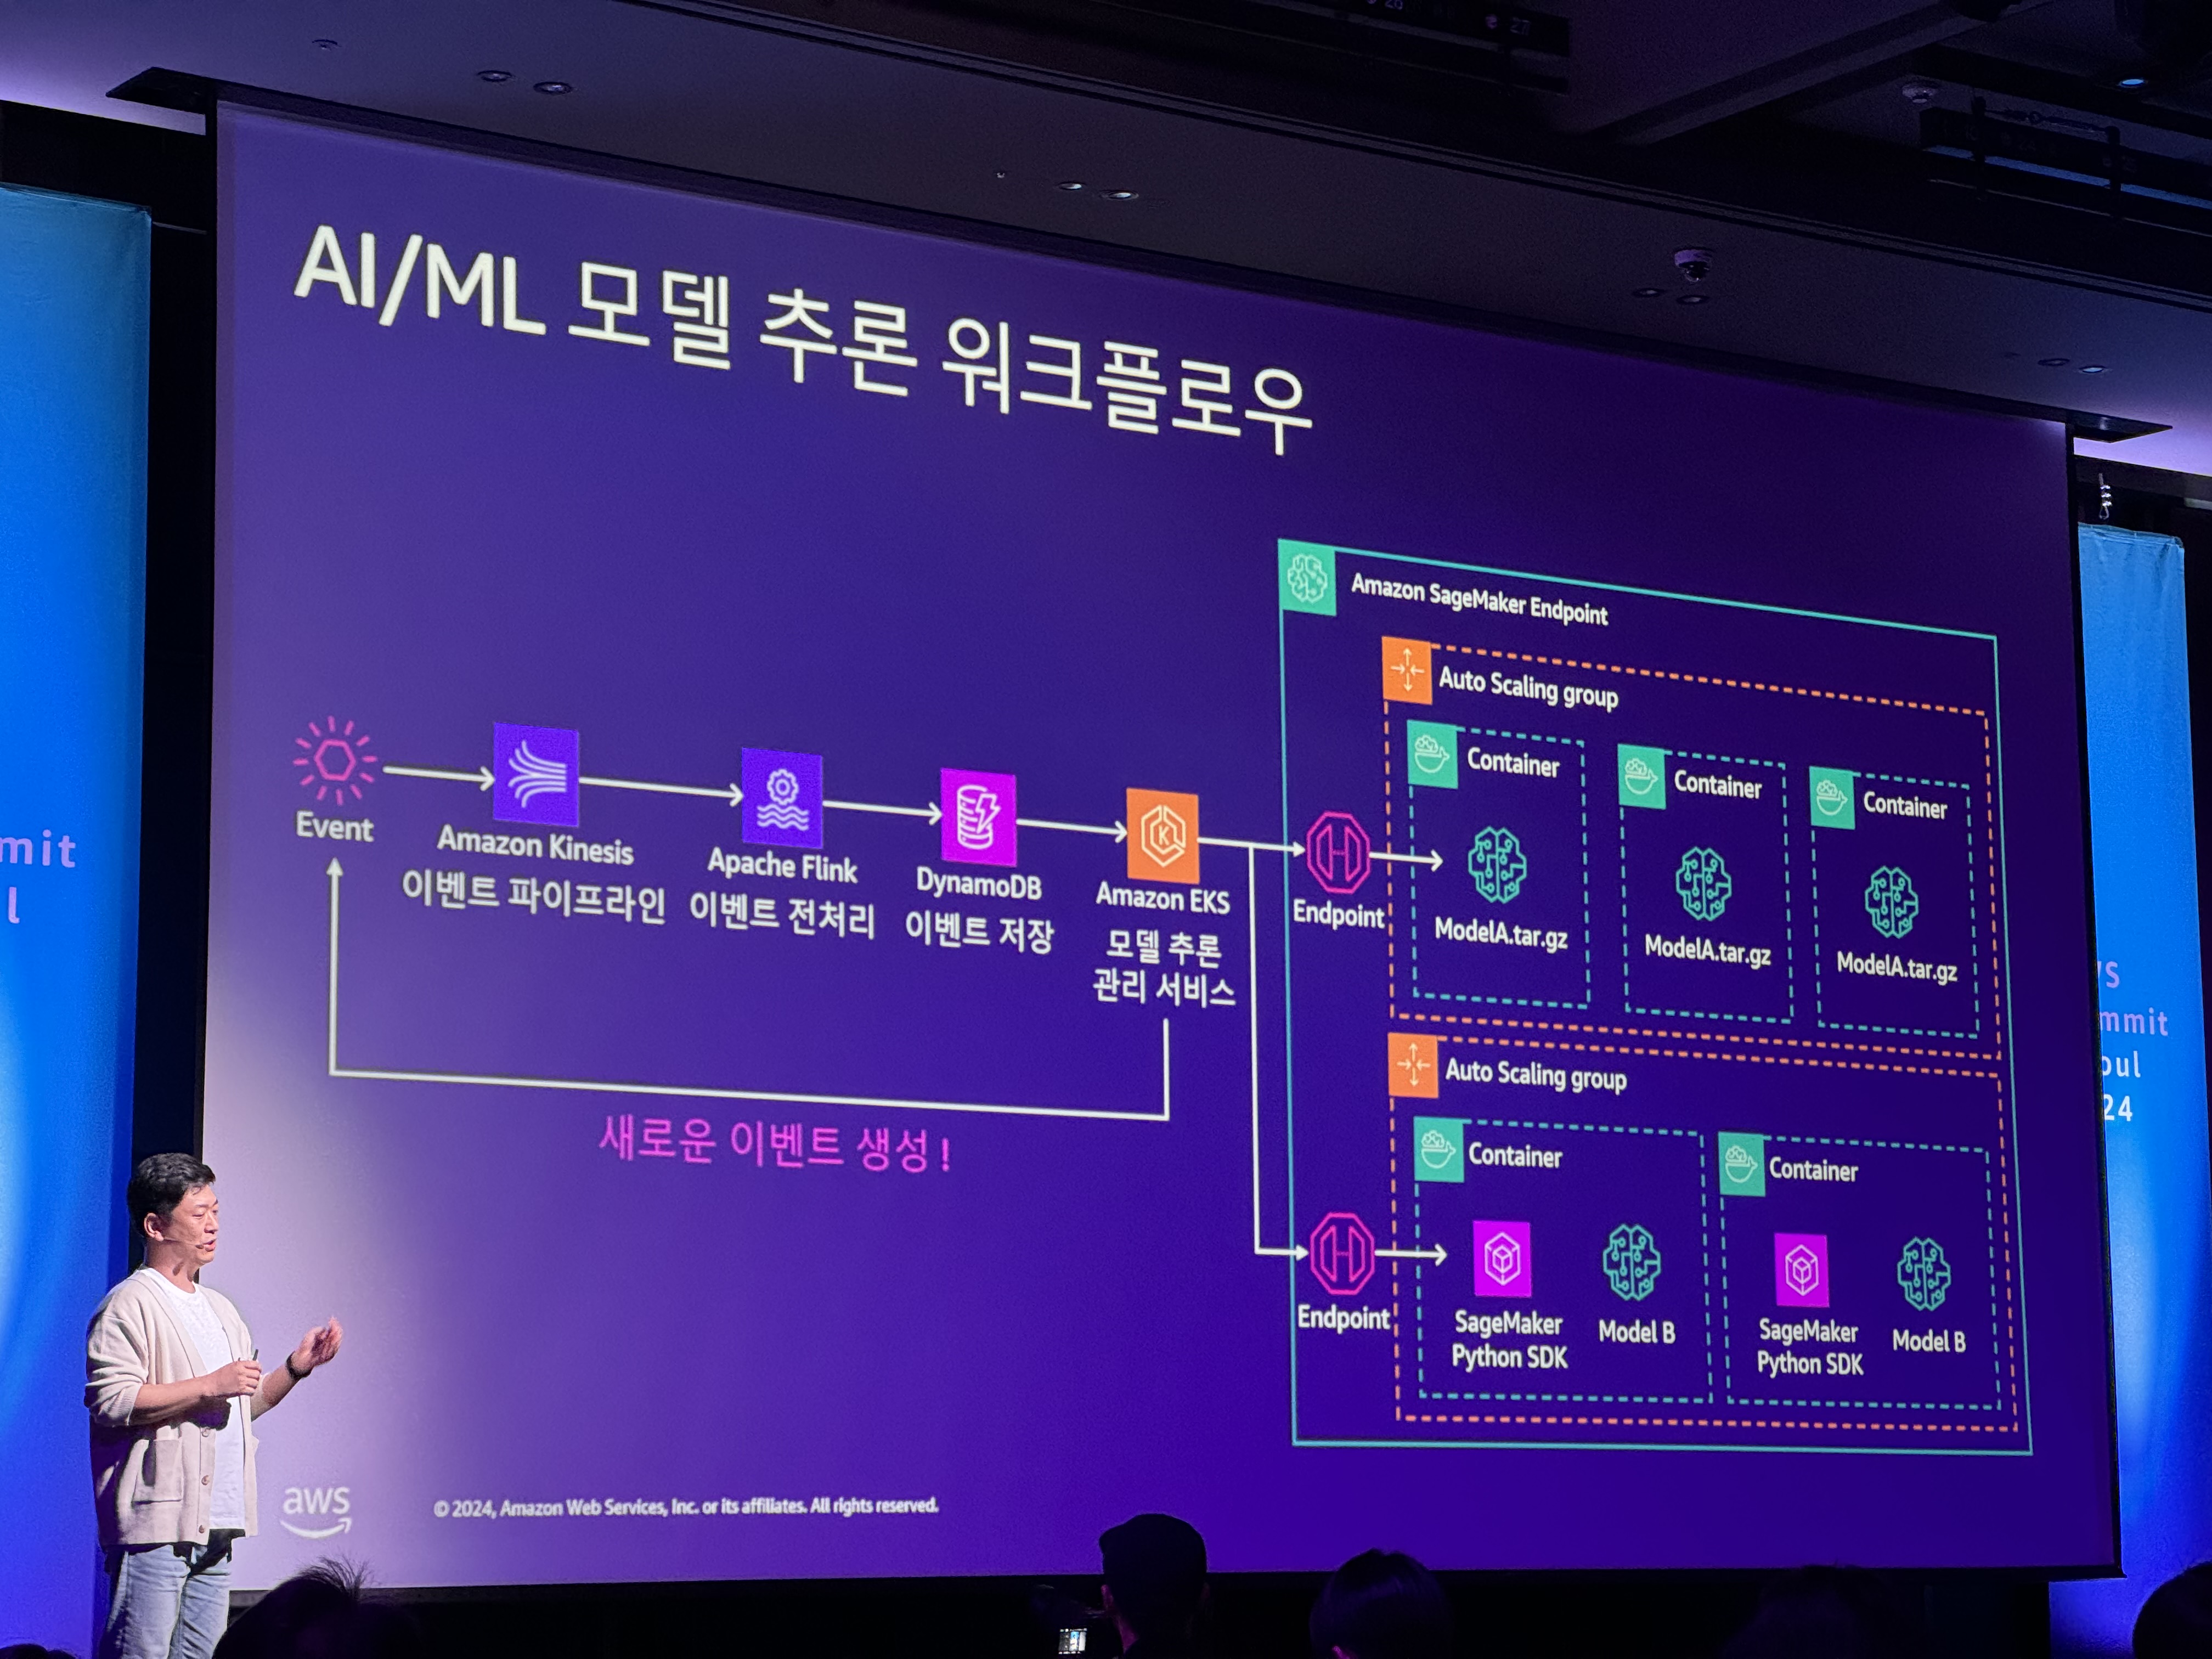 AI/ML 모델 추론 워크플로우
Event
Amazon Kinesis
이벤트 파이프라인
Apache Flink
이벤트 전처리
DynamoDB
이벤트 저장
Amazon EKS
모델 추론
관리 서비스
새로운 이벤트 생성 !
Amazon SageMaker Endpoint
Endpoint
Auto Scaling group
Container
ModelA.tar.gz
Container
ModelA.tar.gz
Container
ModelA.tar.gz
Endpoint
Auto Scaling group
Container
SageMaker
Python SDK
Model B
Container
SageMaker
Python SDK
Model B
aws
© 2024, Amazon Web Services, Inc. or its affiliates. All rights reserved.
mit
l
mmit
oul
24